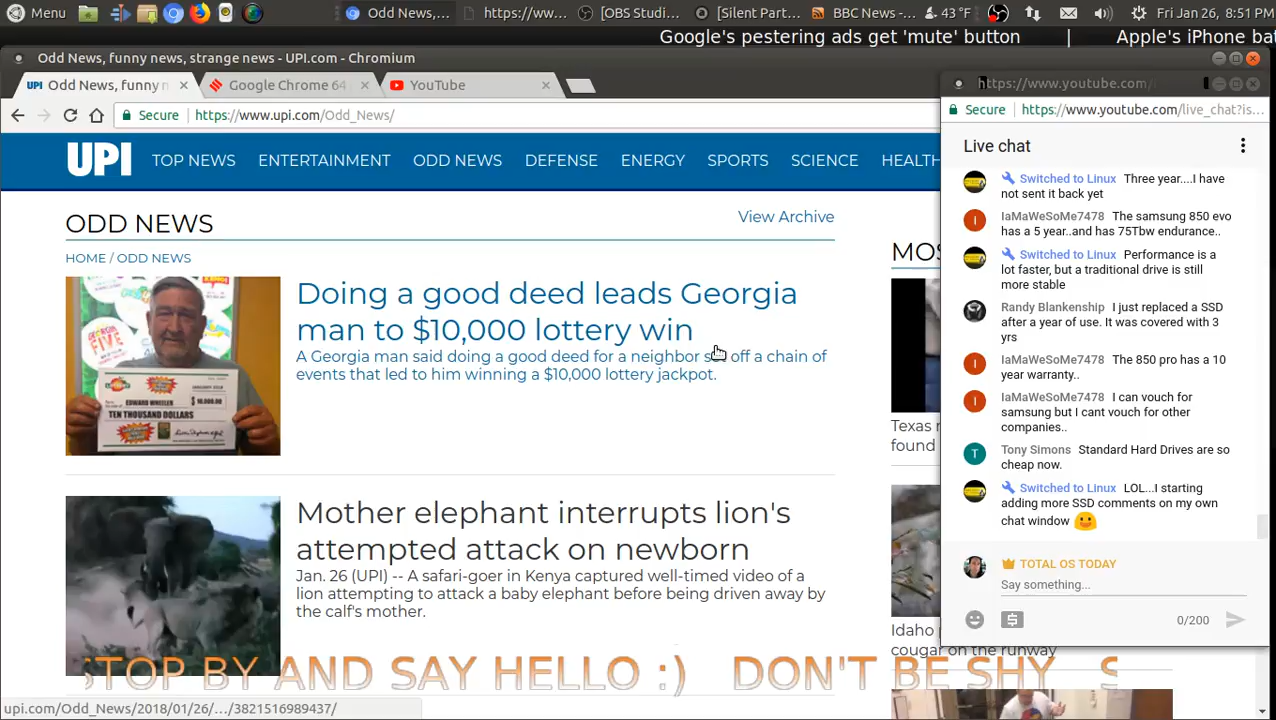 Menu
Odd News,...
https://ww...
[OBS Studi...
[Silent Part...
BBC News -...
43 °F
Fri Jan 26, 8:51 PM
Google's pestering ads get 'mute' button | Apple's iPhone bat
Odd News, funny news, strange news - UPI.com - Chromium
UPI Odd News, funny n
Google Chrome 64
YouTube
Secure https://www.upi.com/Odd_News/
UPI
TOP NEWS ENTERTAINMENT ODD NEWS DEFENSE ENERGY SPORTS SCIENCE HEALTH
ODD NEWS
View Archive
HOME / ODD NEWS
Doing a good deed leads Georgia
man to $10,000 lottery win
A Georgia man said doing a good deed for a neighbor off a chain of
events that led to him winning a $10,000 lottery jackpot.
EDWARD WHEELER $ 10,000.00
TEN THOUSAND DOLLARS
Mother elephant interrupts lion's
attempted attack on newborn
Jan. 26 (UPI) -- A safari-goer in Kenya captured well-timed video of a
lion attempting to attack a baby elephant before being driven away by
the calf's mother.
MOS
Texas
found
Idaho
cougar on the runway
https://www.youtube.com/
Secure https://www.youtube.com/live_chat?is...
Live chat
Switched to Linux Three year....I have
not sent it back yet
IaMaWeSoMe7478 The samsung 850 evo
has a 5 year..and has 75Tbw endurance..
Switched to Linux Performance is a
lot faster, but a traditional drive is still
more stable
Randy Blankenship I just replaced a SSD
after a year of use. It was covered with 3
yrs
IaMaWeSoMe7478 The 850 pro has a 10
year warranty..
IaMaWeSoMe7478 I can vouch for
samsung but I cant vouch for other
companies..
Tony Simons Standard Hard Drives are so
cheap now.
Switched to Linux LOL...I starting
adding more SSD comments on my own
chat window
TOTAL OS TODAY
Say something...
0/200
STOP BY AND SAY HELLO :) DON'T BE SHY S
upi.com/Odd_News/2018/01/26/.../3821516989437/